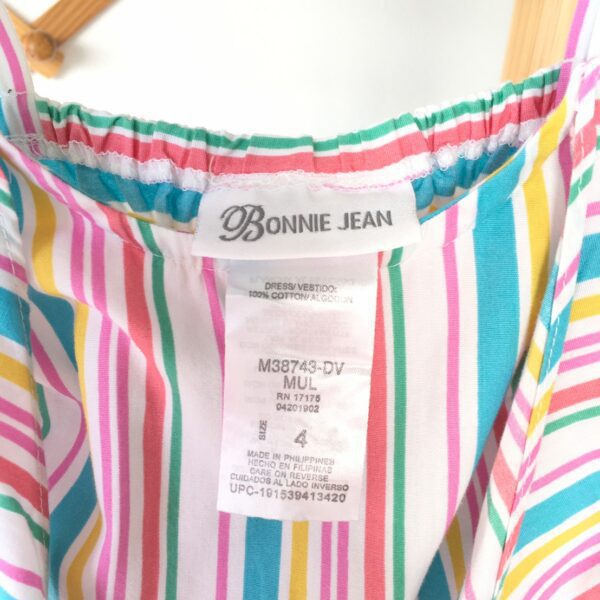 BONNIE JEAN
DRESS/VESTIDO:
100% COTTON/ALGODON
M38743-DV
MUL
RN 17175
04201902
SIZE 4
MADE IN PHILIPPINES
HECHO EN FILIPINAS
CARE ON REVERSE
CUIDADOS AL LADO INVERSO
UPC-191539413420